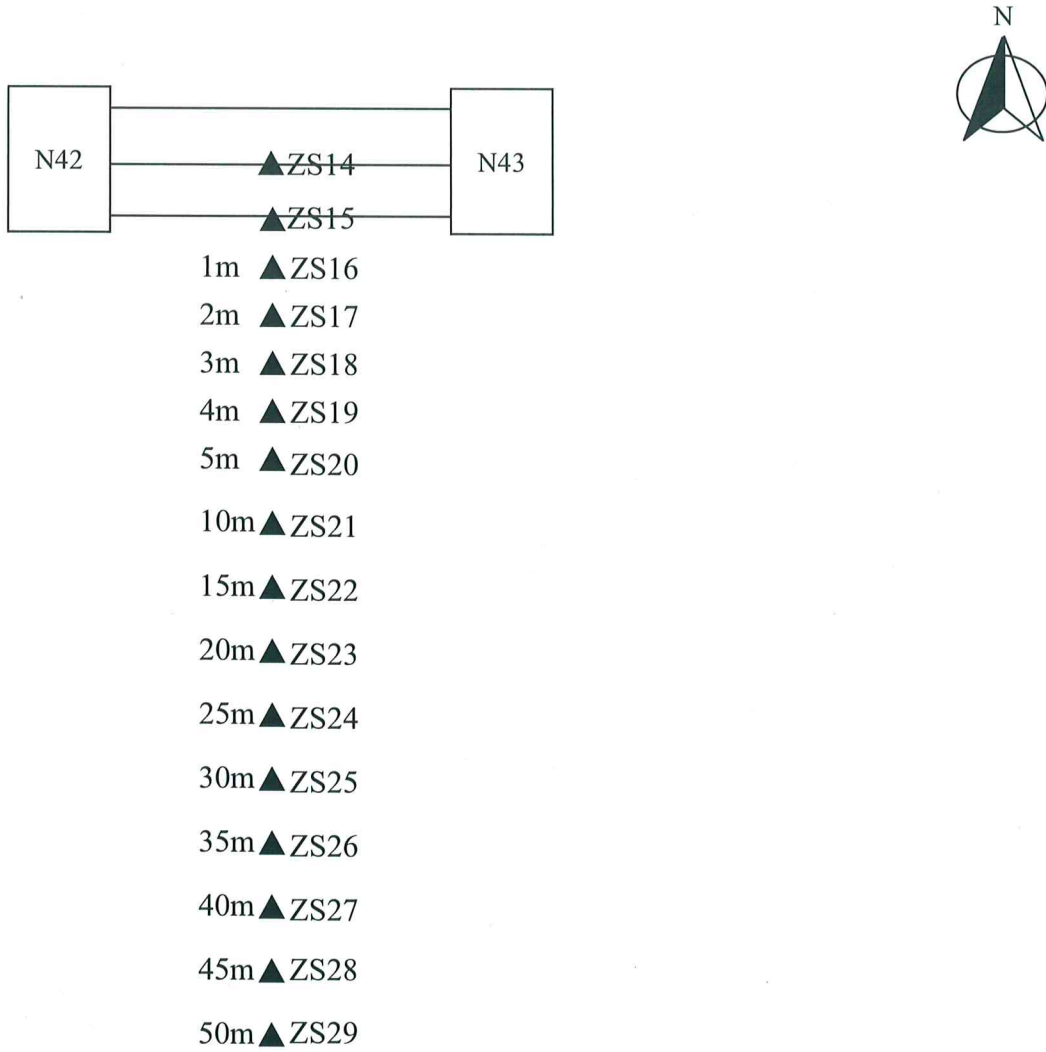 N
N42
ZS14
N43
ZS15
1m ZS16
2m ZS17
3m ZS18
4m ZS19
5m ZS20
10m ZS21
15m ZS22
20m ZS23
25m ZS24
30m ZS25
35m ZS26
40m ZS27
45m ZS28
50m ZS29